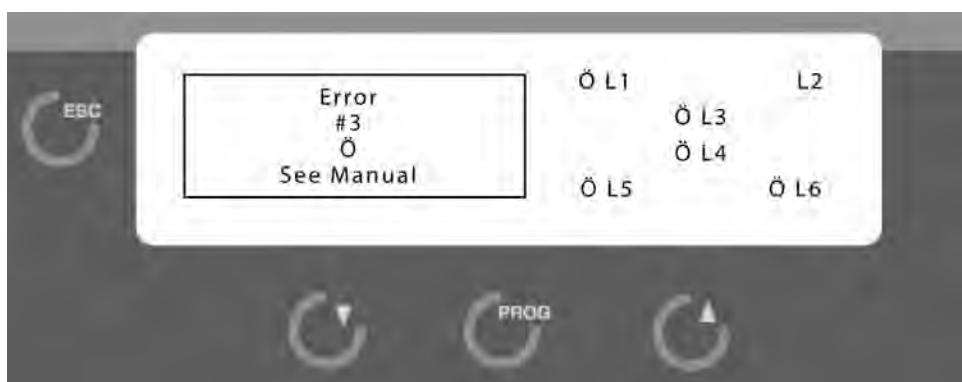 ESC
Error
#3
Ö
See Manual
Ö L1 L2
Ö L3
Ö L4
Ö L5 Ö L6
PROG